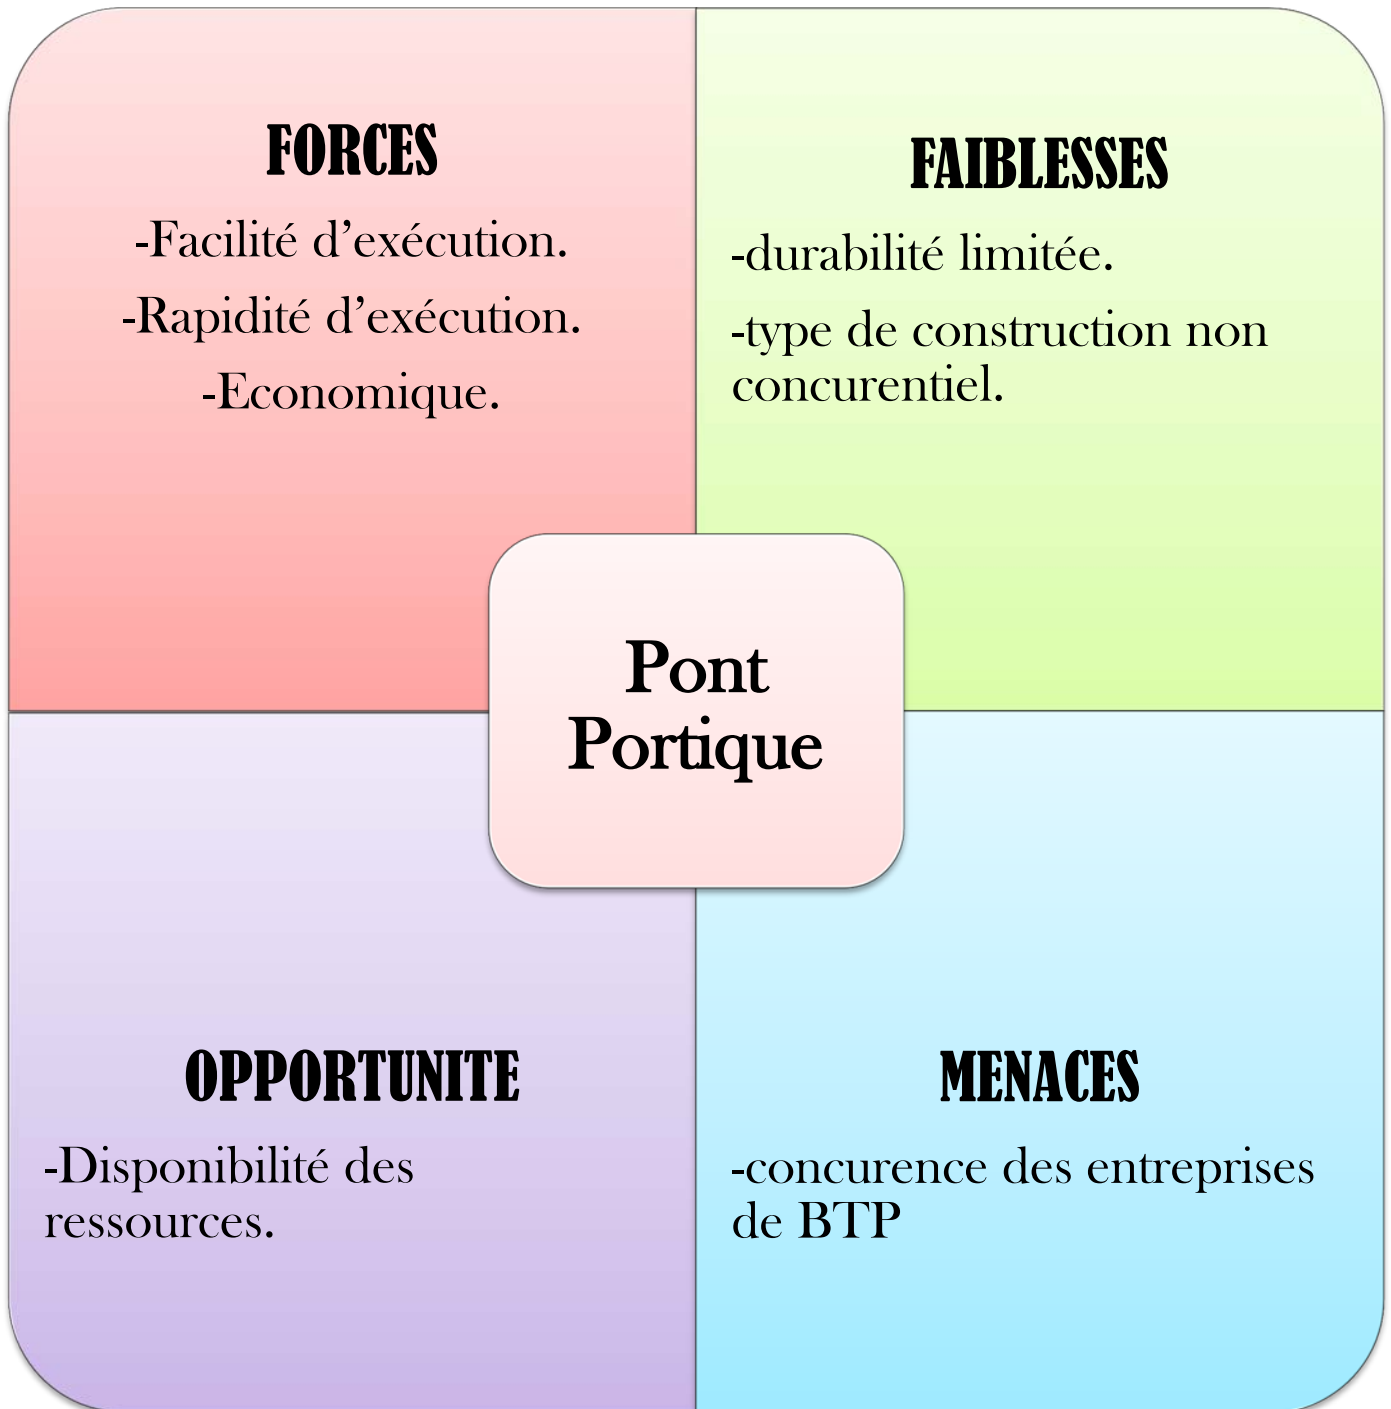 FORCES
-Facilité d’exécution.
-Rapidité d’exécution.
-Economique.
FAIBLESSES
-durabilité limitée.
-type de construction non
concurentiel.
Pont
Portique
OPPORTUNITE
-Disponibilité des
ressources.
MENACES
-concurence des entreprises
de BTP